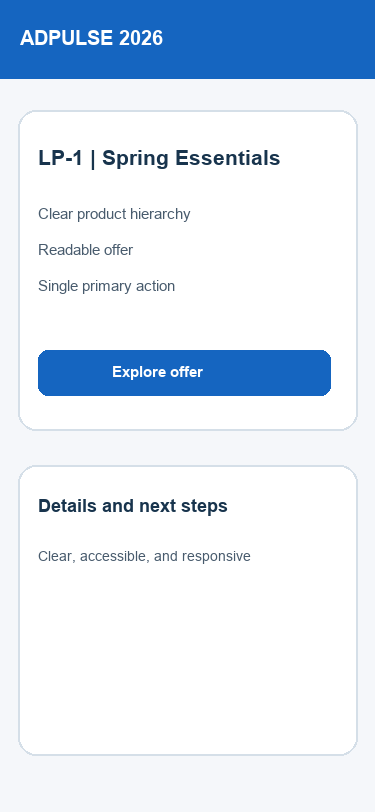 ADPULSE 2026
LP-1 | Spring Essentials
Clear product hierarchy
Readable offer
Single primary action
Explore offer
Details and next steps
Clear, accessible, and responsive